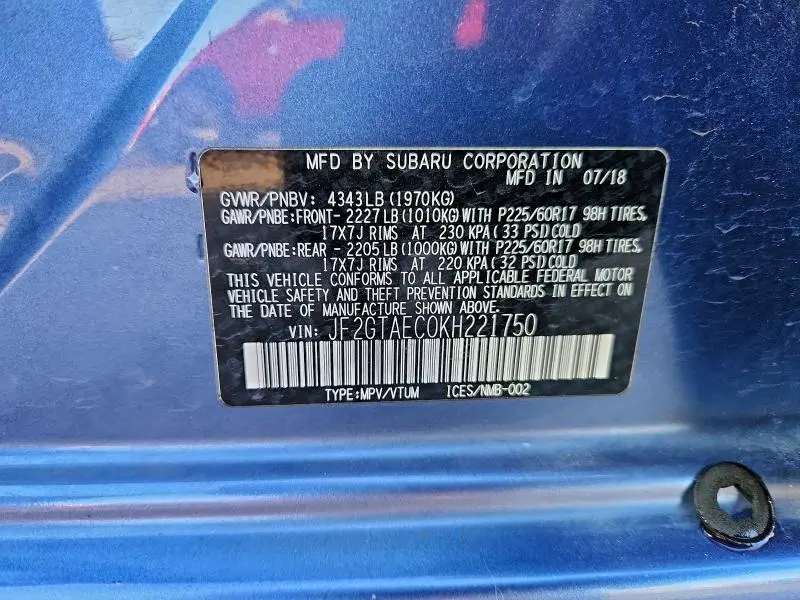 MFD BY SUBARU CORPORATION
MFD IN 07/18
GVWR/PNBV: 4343LB (1970KG)
GAWR/PNBE:FRONT- 2227LB (1010KG) WITH P225/60R17 98H TIRES,
17X7J RIMS AT 230 KPA ( 33 PSI) COLD
GAWR/PNBE:REAR - 2205LB (1000KG) WITH P225/60R17 98H TIRES,
17X7J RIMS AT 220 KPA ( 32 PSI) COLD
THIS VEHICLE CONFORMS TO ALL APPLICABLE FEDERAL MOTOR
VEHICLE SAFETY AND THEFT PREVENTION STANDARDS IN EFFECT ON
THE DATE OF MANUFACTURE SHOWN ABOVE.
VIN: JF2GTAEC0KH221750
TYPE:MPV/VTUM ICES/NMB-002